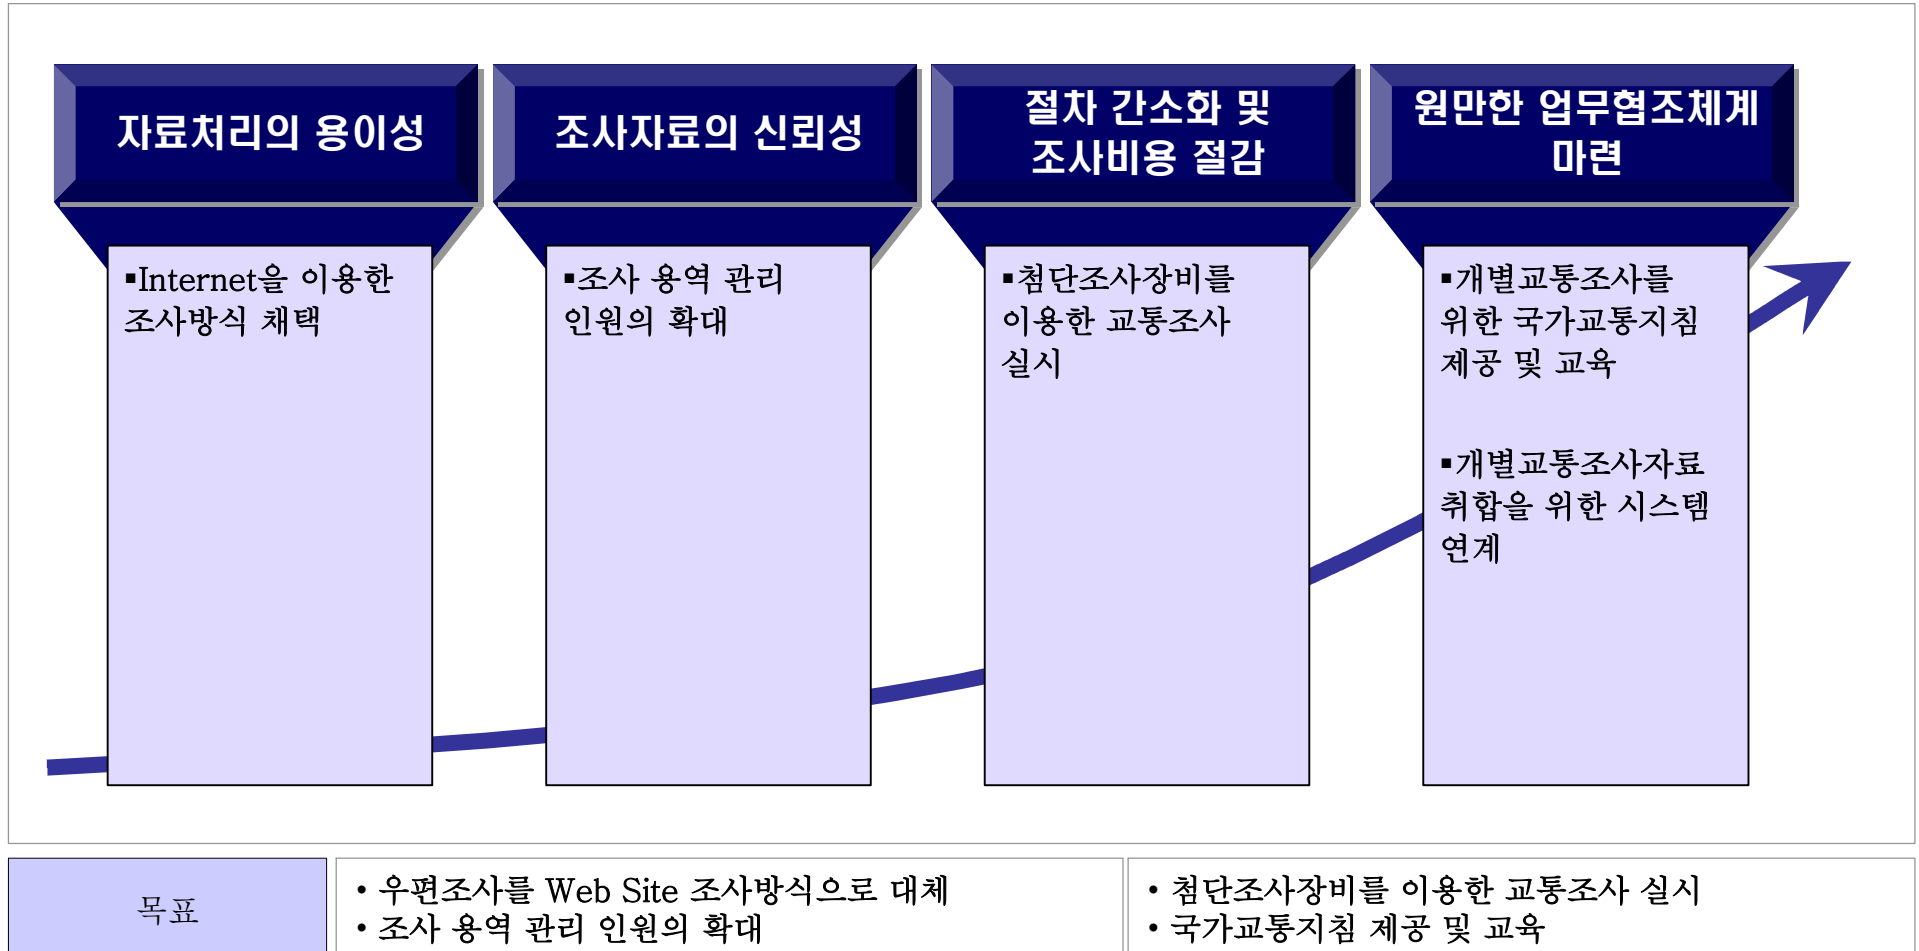 자료처리의 용이성
▪Internet을 이용한
조사방식 채택
조사자료의 신뢰성
▪조사 용역 관리
인원의 확대
절차 간소화 및
조사비용 절감
▪첨단조사장비를
이용한 교통조사
실시
원만한 업무협조체계
마련
▪개별교통조사를
위한 국가교통지침
제공 및 교육
▪개별교통조사자료
취합을 위한 시스템
연계
목표
• 우편조사를 Web Site 조사방식으로 대체
• 조사 용역 관리 인원의 확대
• 첨단조사장비를 이용한 교통조사 실시
• 국가교통지침 제공 및 교육